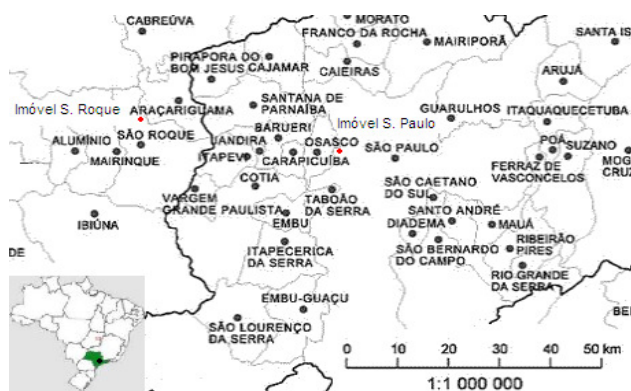 CABREÚVA
MORATO
FRANCO DA ROCHA
MAIRIPORÃ
SANTA IS
PIRAPORA DO
BOM JESUS
CAJAMAR
CAIEIRAS
ARUJÁ
Imóvel S. Roque
ARAÇARIGUAMA
SANTANA DE
PARNAÍBA
GUARULHOS
ITAQUAQUECETUBA
Imóvel S. Paulo
BARUERI
ALUMÍNIO
SÃO ROQUE
MAIRINQUE
JANDIRA
ITAPEVI
OSASCO
CARAPICUÍBA
SÃO PAULO
POÁ
SUZANO
FERRAZ DE
VASCONCELOS
MOG
CRUZ
COTIA
VARGEM
GRANDE PAULISTA
TABOÃO
DA SERRA
SÃO CAETANO
DO SUL
IBIÚNA
EMBU
SANTO ANDRÉ
DIADEMA
MAUÁ
SÃO BERNARDO
DO CAMPO
RIBEIRÃO
PIRES
RIO GRANDE
DA SERRA
DE
ITAPECERICA
DA SERRA
EMBU-GUAÇU
SÃO LOURENÇO
DA SERRA
BE
0 10 20 30 40 50 km
1:1 000 000